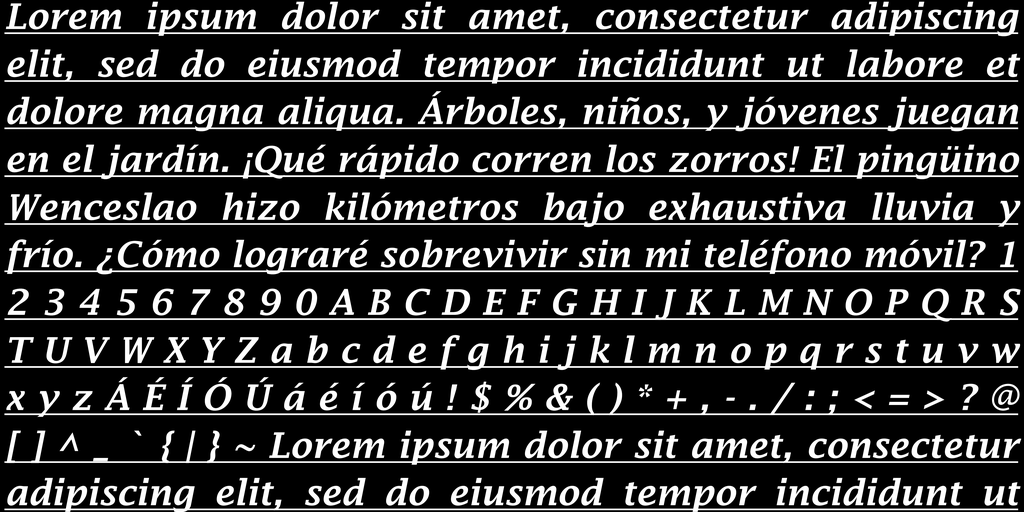 Lorem ipsum dolor sit amet, consectetur adipiscing
elit, sed do eiusmod tempor incididunt ut labore et
dolore magna aliqua. Árboles, niños, y jóvenes juegan
en el jardín. ¡Qué rápido corren los zorros! El pingüino
Wenceslao hizo kilómetros bajo exhaustiva lluvia y
frío. ¿Cómo lograré sobrevivir sin mi teléfono móvil? 1
2 3 4 5 6 7 8 9 0 A B C D E F G H I J K L M N O P Q R S
T U V W X Y Z a b c d e f g h i j k l m n o p q r s t u v w
x y z Á É Í Ó Ú á é í ó ú ! $ % & ( ) * + , - . / : ; < = > ? @
[ ] ^ _ ` { | } ~ Lorem ipsum dolor sit amet, consectetur
adipiscing elit, sed do eiusmod tempor incididunt ut